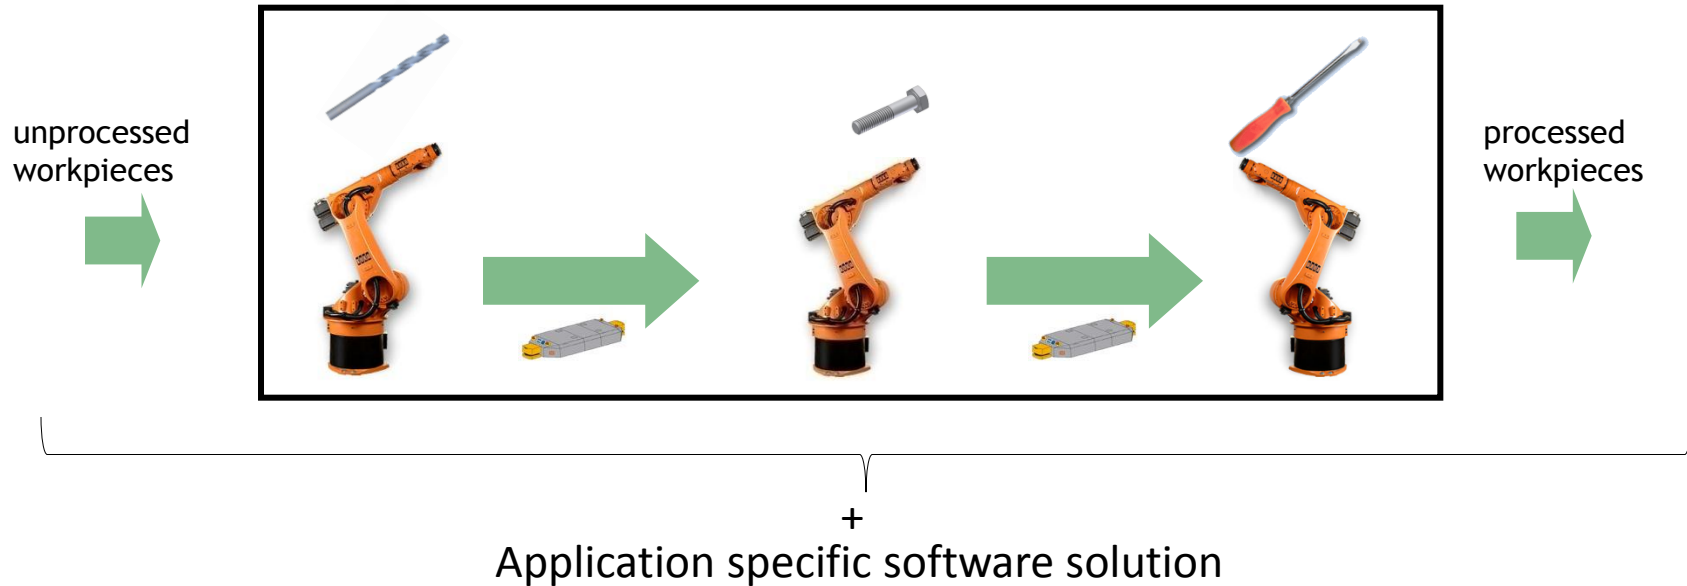 unprocessed
workpieces
processed
workpieces
+
Application specific software solution